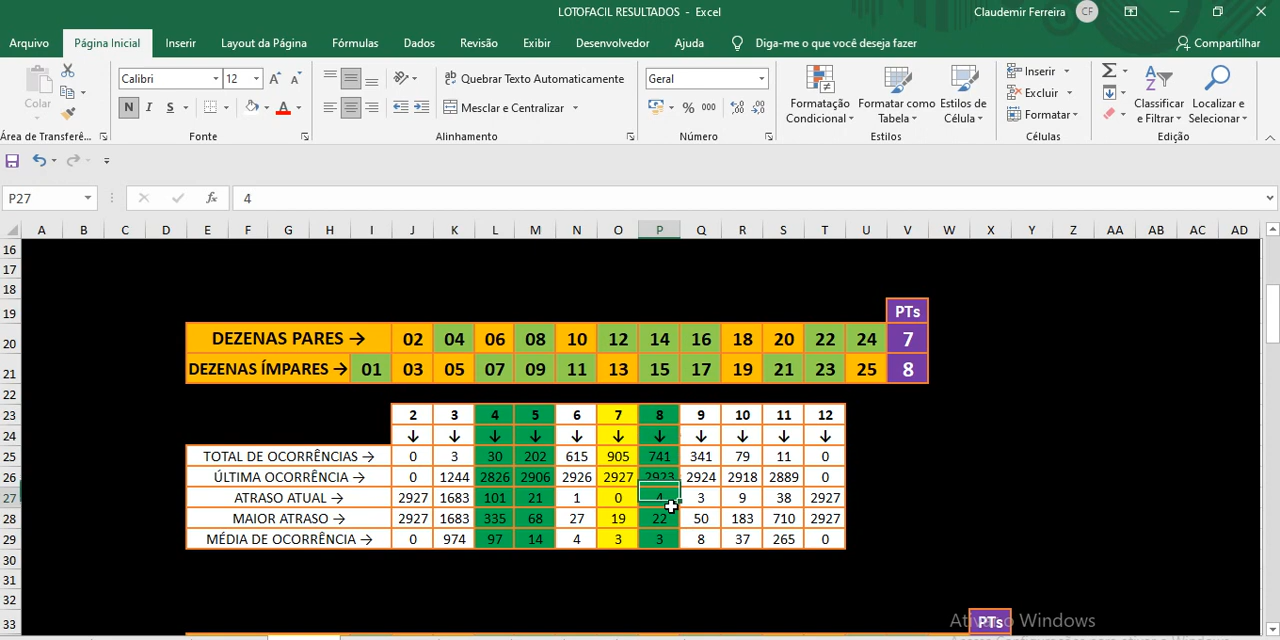 LOTOFACIL RESULTADOS - Excel
Claudemir Ferreira CF
Arquivo Página Inicial Inserir Layout da Página Fórmulas Dados Revisão Exibir Desenvolvedor Ajuda Diga-me o que você deseja fazer Compartilhar
Colar
Calibri 12
N I S
Quebrar Texto Automaticamente
Mesclar e Centralizar
Geral
% 000
Formatação Condicional
Formatar como Tabela
Estilos de Célula
Inserir
Excluir
Formatar
Classificar e Filtrar
Localizar e Selecionar
Área de Transferê... Fonte Alinhamento Número Estilos Células Edição
P27 fx 4
A B C D E F G H I J K L M N O P Q R S T U V W X Y Z AA AB AC AD
16
17
18
19 PTs
20 DEZENAS PARES → 02 04 06 08 10 12 14 16 18 20 22 24 7
21 DEZENAS ÍMPARES → 01 03 05 07 09 11 13 15 17 19 21 23 25 8
22
23 2 3 4 5 6 7 8 9 10 11 12
24 ↓ ↓ ↓ ↓ ↓ ↓ ↓ ↓ ↓ ↓ ↓
25 TOTAL DE OCORRÊNCIAS → 0 3 30 202 615 905 741 341 79 11 0
26 ÚLTIMA OCORRÊNCIA → 0 1244 2826 2906 2926 2927 2923 2924 2918 2889 0
27 ATRASO ATUAL → 2927 1683 101 21 1 0 4 3 9 38 2927
28 MAIOR ATRASO → 2927 1683 335 68 27 19 22 50 183 710 2927
29 MÉDIA DE OCORRÊNCIA → 0 974 97 14 4 3 3 8 37 265 0
30
31
32
33 PTs
Windows